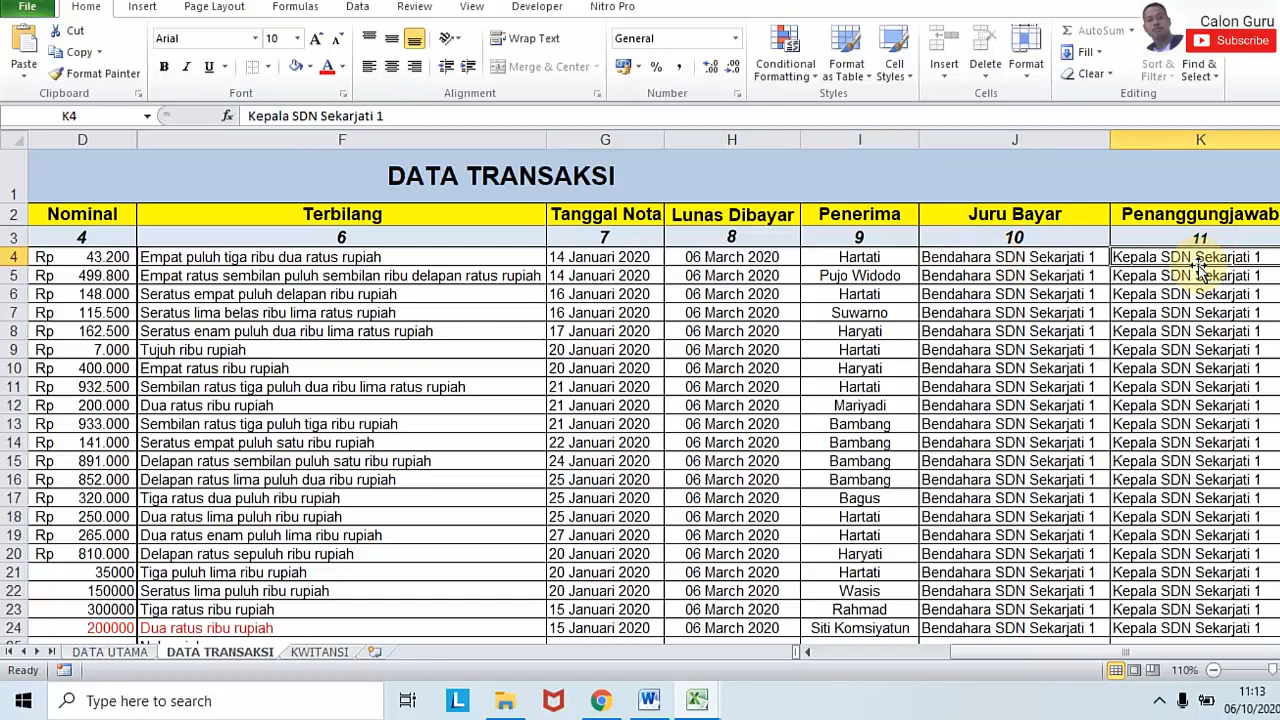 File Home Insert Page Layout Formulas Data Review View Developer Nitro Pro
Calon Guru
Subscribe
Paste Cut Copy Format Painter
Arial 10 B I U A
Wrap Text Merge & Center
General % ,
Conditional Formatting Format as Table Cell Styles
Insert Delete Format
AutoSum Fill Clear Sort & Filter Find & Select
Clipboard Font Alignment Number Styles Cells Editing
K4 fx Kepala SDN Sekarjati 1
D F G H I J K
1 DATA TRANSAKSI
2 Nominal Terbilang Tanggal Nota Lunas Dibayar Penerima Juru Bayar Penanggungjawab
3 4 6 7 8 9 10 11
4 Rp 43.200 Empat puluh tiga ribu dua ratus rupiah 14 Januari 2020 06 March 2020 Hartati Bendahara SDN Sekarjati 1 Kepala SDN Sekarjati 1
5 Rp 499.800 Empat ratus sembilan puluh sembilan ribu delapan ratus rupiah 14 Januari 2020 06 March 2020 Pujo Widodo Bendahara SDN Sekarjati 1 Kepala SDN Sekarjati 1
6 Rp 148.000 Seratus empat puluh delapan ribu rupiah 16 Januari 2020 06 March 2020 Hartati Bendahara SDN Sekarjati 1 Kepala SDN Sekarjati 1
7 Rp 115.500 Seratus lima belas ribu lima ratus rupiah 16 Januari 2020 06 March 2020 Suwarno Bendahara SDN Sekarjati 1 Kepala SDN Sekarjati 1
8 Rp 162.500 Seratus enam puluh dua ribu lima ratus rupiah 17 Januari 2020 06 March 2020 Haryati Bendahara SDN Sekarjati 1 Kepala SDN Sekarjati 1
9 Rp 7.000 Tujuh ribu rupiah 20 Januari 2020 06 March 2020 Hartati Bendahara SDN Sekarjati 1 Kepala SDN Sekarjati 1
10 Rp 400.000 Empat ratus ribu rupiah 20 Januari 2020 06 March 2020 Haryati Bendahara SDN Sekarjati 1 Kepala SDN Sekarjati 1
11 Rp 932.500 Sembilan ratus tiga puluh dua ribu lima ratus rupiah 21 Januari 2020 06 March 2020 Hartati Bendahara SDN Sekarjati 1 Kepala SDN Sekarjati 1
12 Rp 200.000 Dua ratus ribu rupiah 21 Januari 2020 06 March 2020 Mariyadi Bendahara SDN Sekarjati 1 Kepala SDN Sekarjati 1
13 Rp 933.000 Sembilan ratus tiga puluh tiga ribu rupiah 21 Januari 2020 06 March 2020 Bambang Bendahara SDN Sekarjati 1 Kepala SDN Sekarjati 1
14 Rp 141.000 Seratus empat puluh satu ribu rupiah 22 Januari 2020 06 March 2020 Bambang Bendahara SDN Sekarjati 1 Kepala SDN Sekarjati 1
15 Rp 891.000 Delapan ratus sembilan puluh satu ribu rupiah 24 Januari 2020 06 March 2020 Bambang Bendahara SDN Sekarjati 1 Kepala SDN Sekarjati 1
16 Rp 852.000 Delapan ratus lima puluh dua ribu rupiah 25 Januari 2020 06 March 2020 Bambang Bendahara SDN Sekarjati 1 Kepala SDN Sekarjati 1
17 Rp 320.000 Tiga ratus dua puluh ribu rupiah 25 Januari 2020 06 March 2020 Bagus Bendahara SDN Sekarjati 1 Kepala SDN Sekarjati 1
18 Rp 250.000 Dua ratus lima puluh ribu rupiah 25 Januari 2020 06 March 2020 Hartati Bendahara SDN Sekarjati 1 Kepala SDN Sekarjati 1
19 Rp 265.000 Dua ratus enam puluh lima ribu rupiah 27 Januari 2020 06 March 2020 Hartati Bendahara SDN Sekarjati 1 Kepala SDN Sekarjati 1
20 Rp 810.000 Delapan ratus sepuluh ribu rupiah 20 Januari 2020 06 March 2020 Haryati Bendahara SDN Sekarjati 1 Kepala SDN Sekarjati 1
21 35000 Tiga puluh lima ribu rupiah 20 Januari 2020 06 March 2020 Hartati Bendahara SDN Sekarjati 1 Kepala SDN Sekarjati 1
22 150000 Seratus lima puluh ribu rupiah 20 Januari 2020 06 March 2020 Wasis Bendahara SDN Sekarjati 1 Kepala SDN Sekarjati 1
23 300000 Tiga ratus ribu rupiah 15 Januari 2020 06 March 2020 Rahmad Bendahara SDN Sekarjati 1 Kepala SDN Sekarjati 1
24 200000 Dua ratus ribu rupiah 15 Januari 2020 06 March 2020 Siti Komsiyatun Bendahara SDN Sekarjati 1 Kepala SDN Sekarjati 1
DATA UTAMA DATA TRANSAKSI KWITANSI
Ready 110%
Type here to search
11:13
06/10/2020